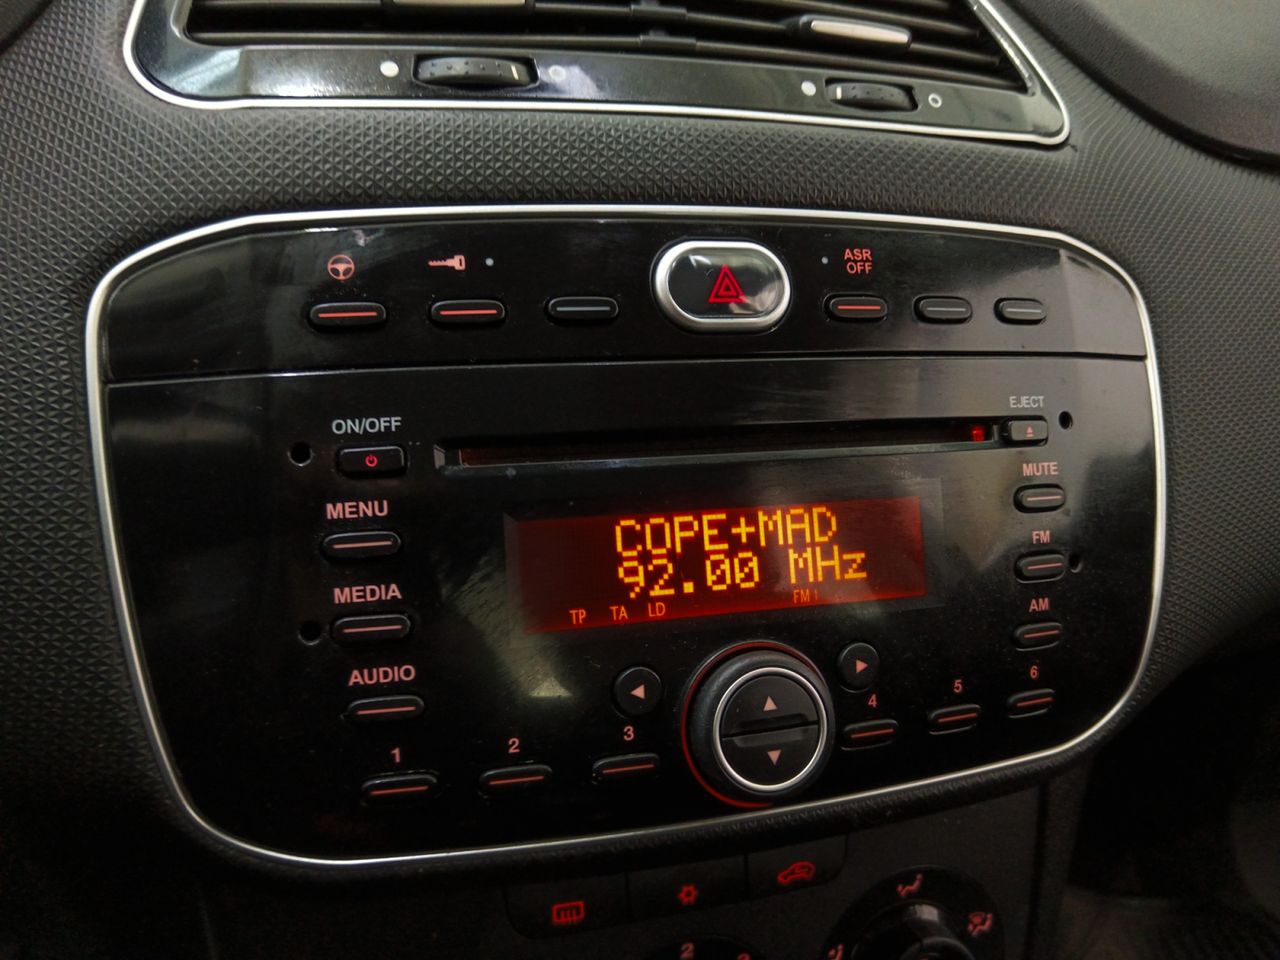 ASR
OFF
ON/OFF
EJECT
MENU
MUTE
COPE+MAD
92.00 MHz
TP TA LD FM1
FM
MEDIA
AM
AUDIO
1
2
3
4
5
6
2